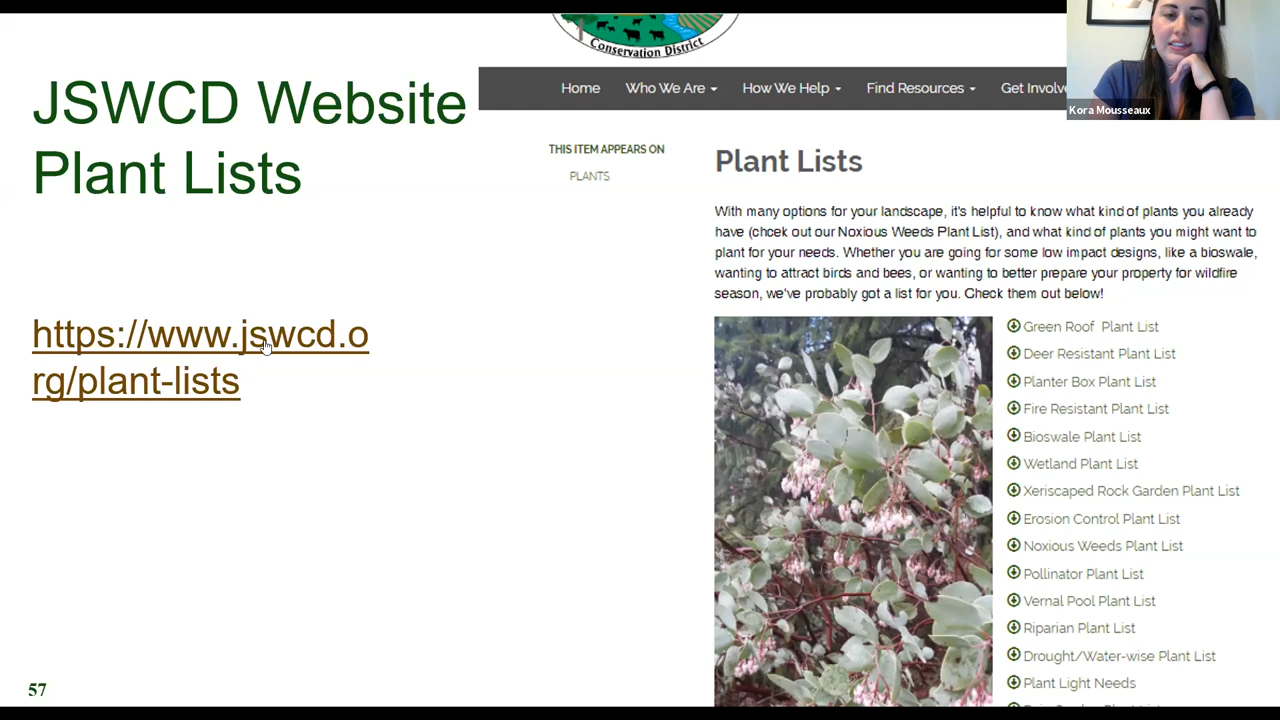 JSWCD Website
Plant Lists
https://www.jswcd.o
rg/plant-lists
57
Conservation District
Home Who We Are How We Help Find Resources Get Involve
Kora Mousseaux
THIS ITEM APPEARS ON
PLANTS
Plant Lists
With many options for your landscape, it's helpful to know what kind of plants you already
have (chcek out our Noxious Weeds Plant List), and what kind of plants you might want to
plant for your needs. Whether you are going for some low impact designs, like a bioswale,
wanting to attract birds and bees, or wanting to better prepare your property for wildfire
season, we've probably got a list for you. Check them out below!
Green Roof Plant List
Deer Resistant Plant List
Planter Box Plant List
Fire Resistant Plant List
Bioswale Plant List
Wetland Plant List
Xeriscaped Rock Garden Plant List
Erosion Control Plant List
Noxious Weeds Plant List
Pollinator Plant List
Vernal Pool Plant List
Riparian Plant List
Drought/Water-wise Plant List
Plant Light Needs